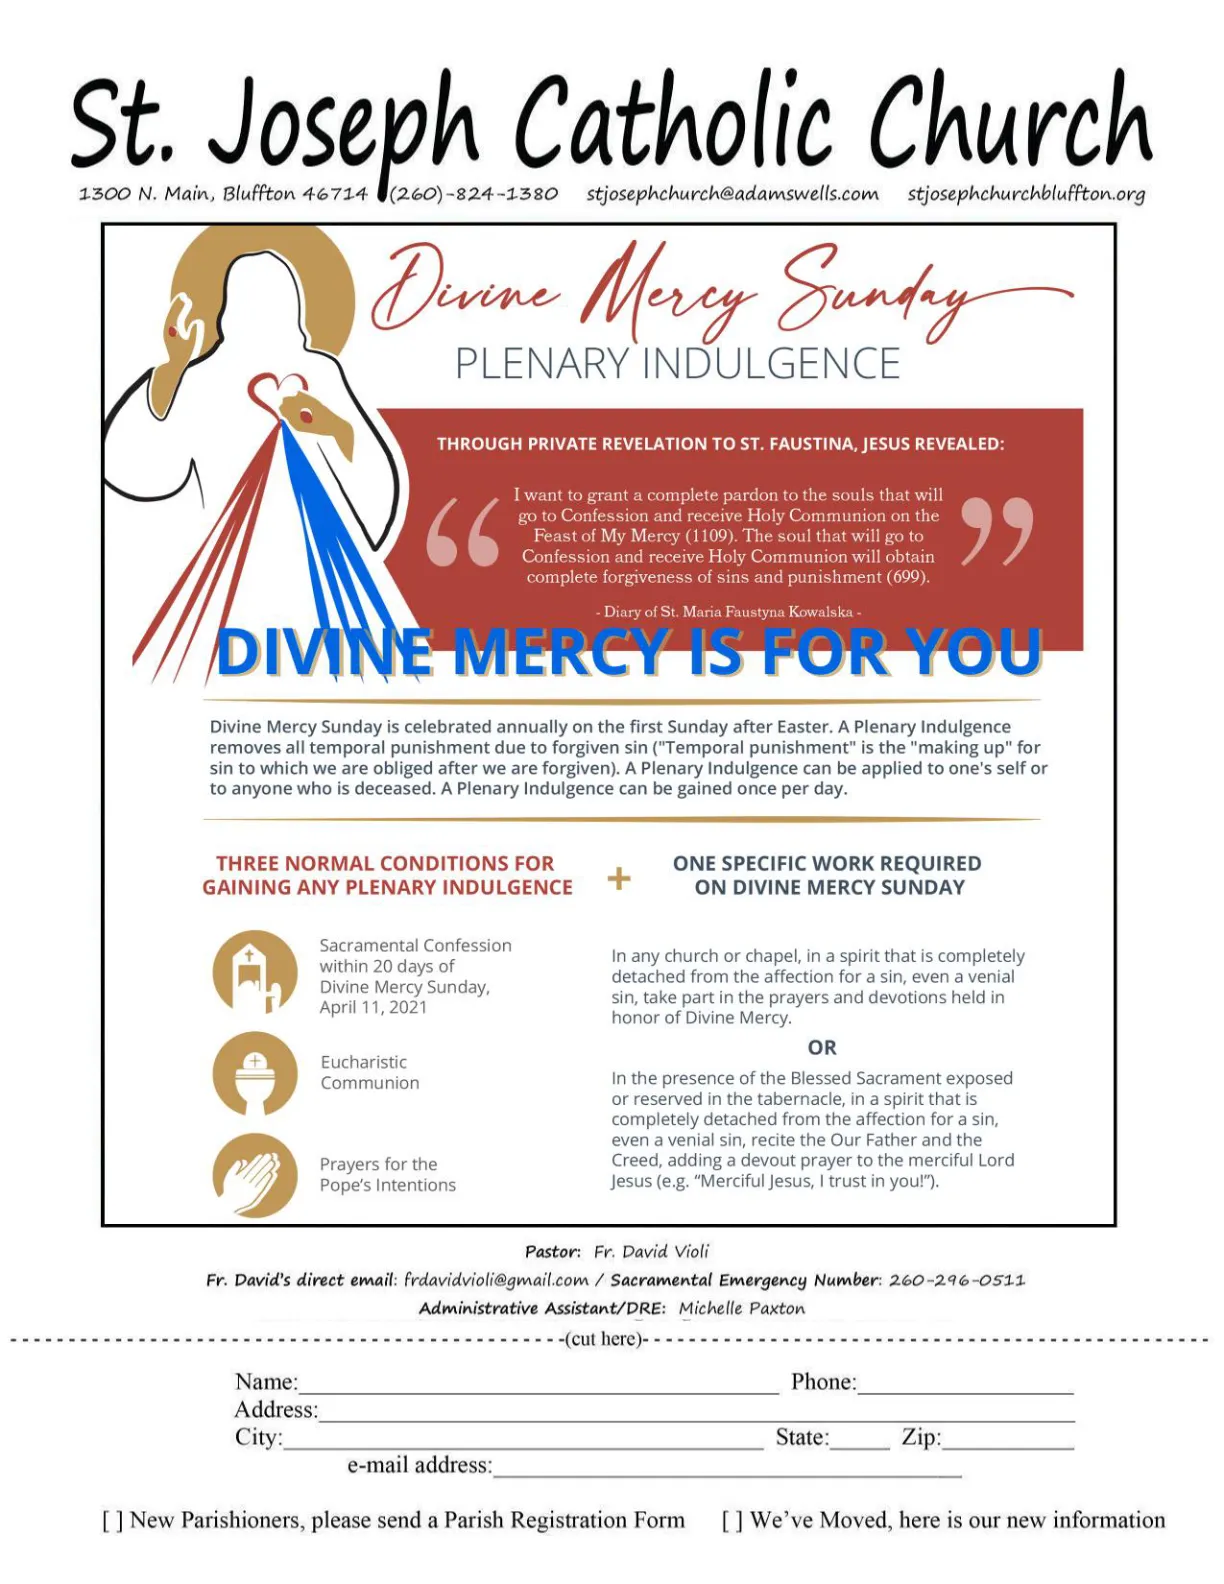 St. Joseph Catholic Church
1300 N. Main, Bluffton 46714 (260)-824-1380 stjosephchurch@adamswells.com stjosephchurchbluffton.org
Divine Mercy Sunday
PLENARY INDULGENCE
THROUGH PRIVATE REVELATION TO ST. FAUSTINA, JESUS REVEALED:
“ I want to grant a complete pardon to the souls that will
go to Confession and receive Holy Communion on the
Feast of My Mercy (1109). The soul that will go to
Confession and receive Holy Communion will obtain
complete forgiveness of sins and punishment (699). ”
- Diary of St. Maria Faustyna Kowalska -
DIVINE MERCY IS FOR YOU
Divine Mercy Sunday is celebrated annually on the first Sunday after Easter. A Plenary Indulgence
removes all temporal punishment due to forgiven sin ("Temporal punishment" is the "making up" for
sin to which we are obliged after we are forgiven). A Plenary Indulgence can be applied to one's self or
to anyone who is deceased. A Plenary Indulgence can be gained once per day.
THREE NORMAL CONDITIONS FOR
GAINING ANY PLENARY INDULGENCE
+
ONE SPECIFIC WORK REQUIRED
ON DIVINE MERCY SUNDAY
Sacramental Confession
within 20 days of
Divine Mercy Sunday,
April 11, 2021
Eucharistic
Communion
Prayers for the
Pope’s Intentions
In any church or chapel, in a spirit that is completely
detached from the affection for a sin, even a venial
sin, take part in the prayers and devotions held in
honor of Divine Mercy.
OR
In the presence of the Blessed Sacrament exposed
or reserved in the tabernacle, in a spirit that is
completely detached from the affection for a sin,
even a venial sin, recite the Our Father and the
Creed, adding a devout prayer to the merciful Lord
Jesus (e.g. “Merciful Jesus, I trust in you!”).
Pastor: Fr. David Violi
Fr. David's direct email: frdavidvioli@gmail.com / Sacramental Emergency Number: 260-296-0511
Administrative Assistant/DRE: Michelle Paxton
(cut here)
Name: Phone:
Address:
City: State: Zip:
e-mail address:
[ ] New Parishioners, please send a Parish Registration Form [ ] We’ve Moved, here is our new information